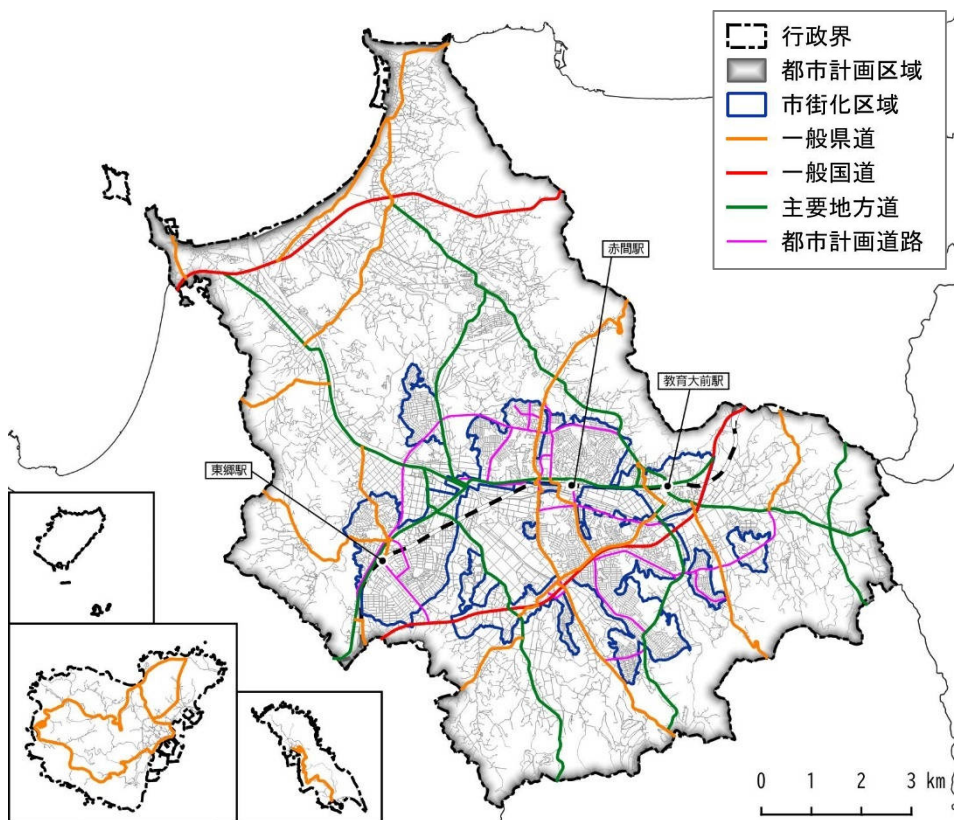 行政界
都市計画区域
市街化区域
一般県道
一般国道
主要地方道
都市計画道路
赤間駅
教育大前駅
東郷駅
0 1 2 3 km